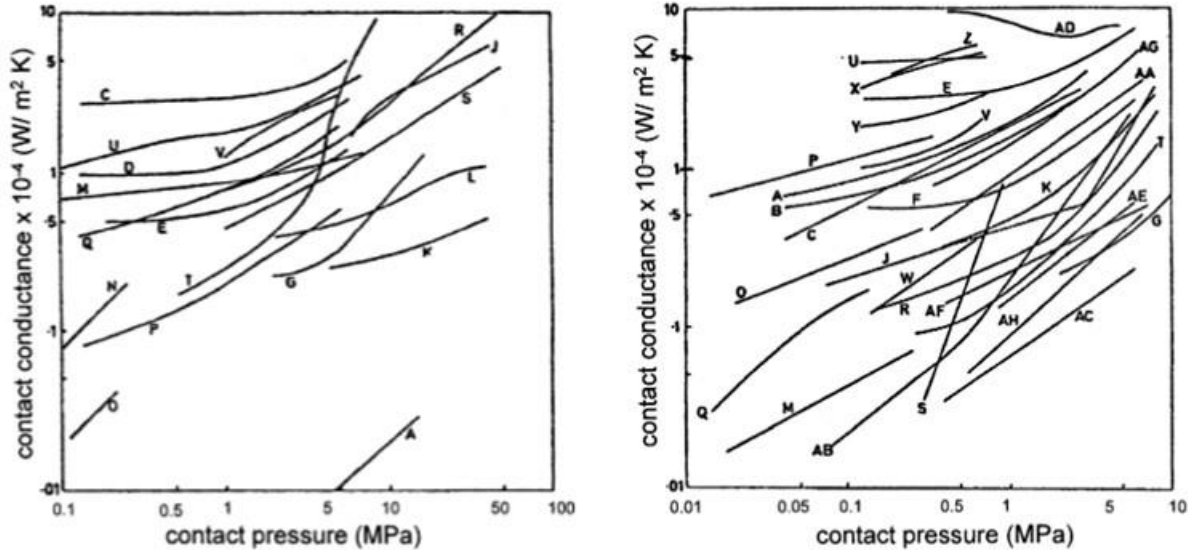 contact conductance x 10⁻⁴ (W/ m² K)
10
5
1
·5
·1
·01
C
U
D
V
M
E
Q
N
T
P
O
G
R
J
S
L
K
A
0.1 0.5 1 5 10 50 100
contact pressure (MPa)
contact conductance x 10⁻⁴ (W/ m² K)
10
5
1
5
·1
·01
AD
Z
U
X
E
AG
AA
Y
V
P
T
A
B
F
K
C
AE
G
J
O
W
R
AF
AH
AC
Q
M
S
AB
0.01 0.1 0.5 1 5 10
contact pressure (MPa)